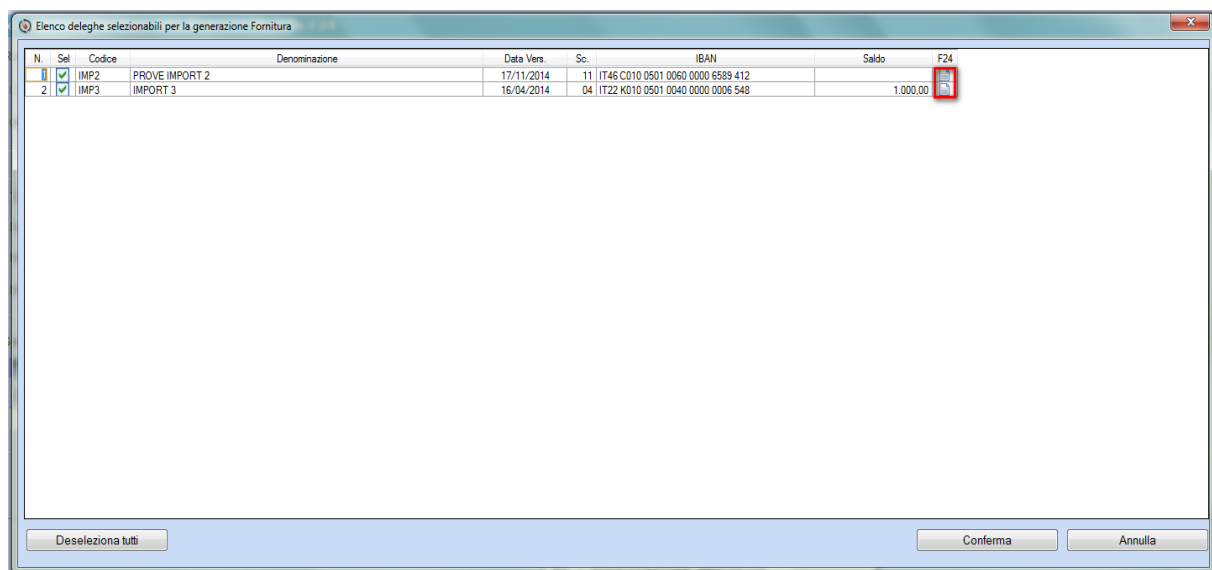 Elenco deleghe selezionabili per la generazione Fornitura
N. Sel Codice Denominazione Data Vers. Sc. IBAN Saldo F24
1 IMP2 PROVE IMPORT 2 17/11/2014 11 IT46 C010 0501 0060 0000 6589 412
2 IMP3 IMPORT 3 16/04/2014 04 IT22 K010 0501 0040 0000 0006 548 1.000,00
Deseleziona tutti Conferma Annulla